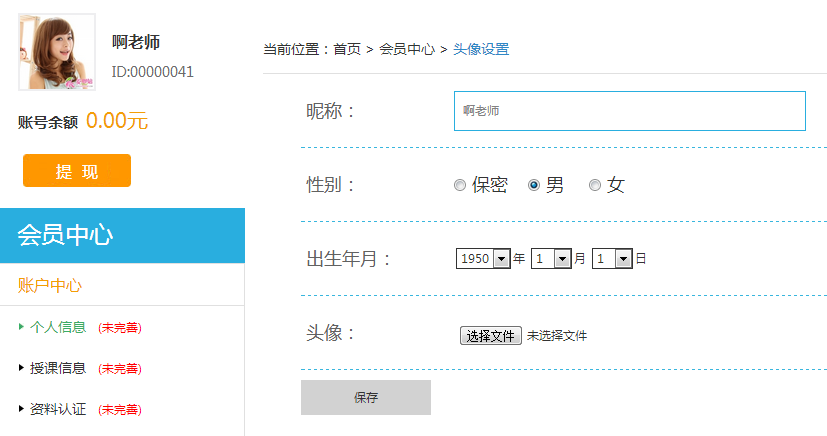 啊老师
ID:00000041
账号余额 0.00元
提 现
会员中心
账户中心
个人信息 (未完善)
授课信息 (未完善)
资料认证 (未完善)
当前位置：首页 > 会员中心 > 头像设置
昵称： 啊老师
性别： 保密 男 女
出生年月： 1950 年 1 月 1 日
头像： 选择文件 未选择文件
保存